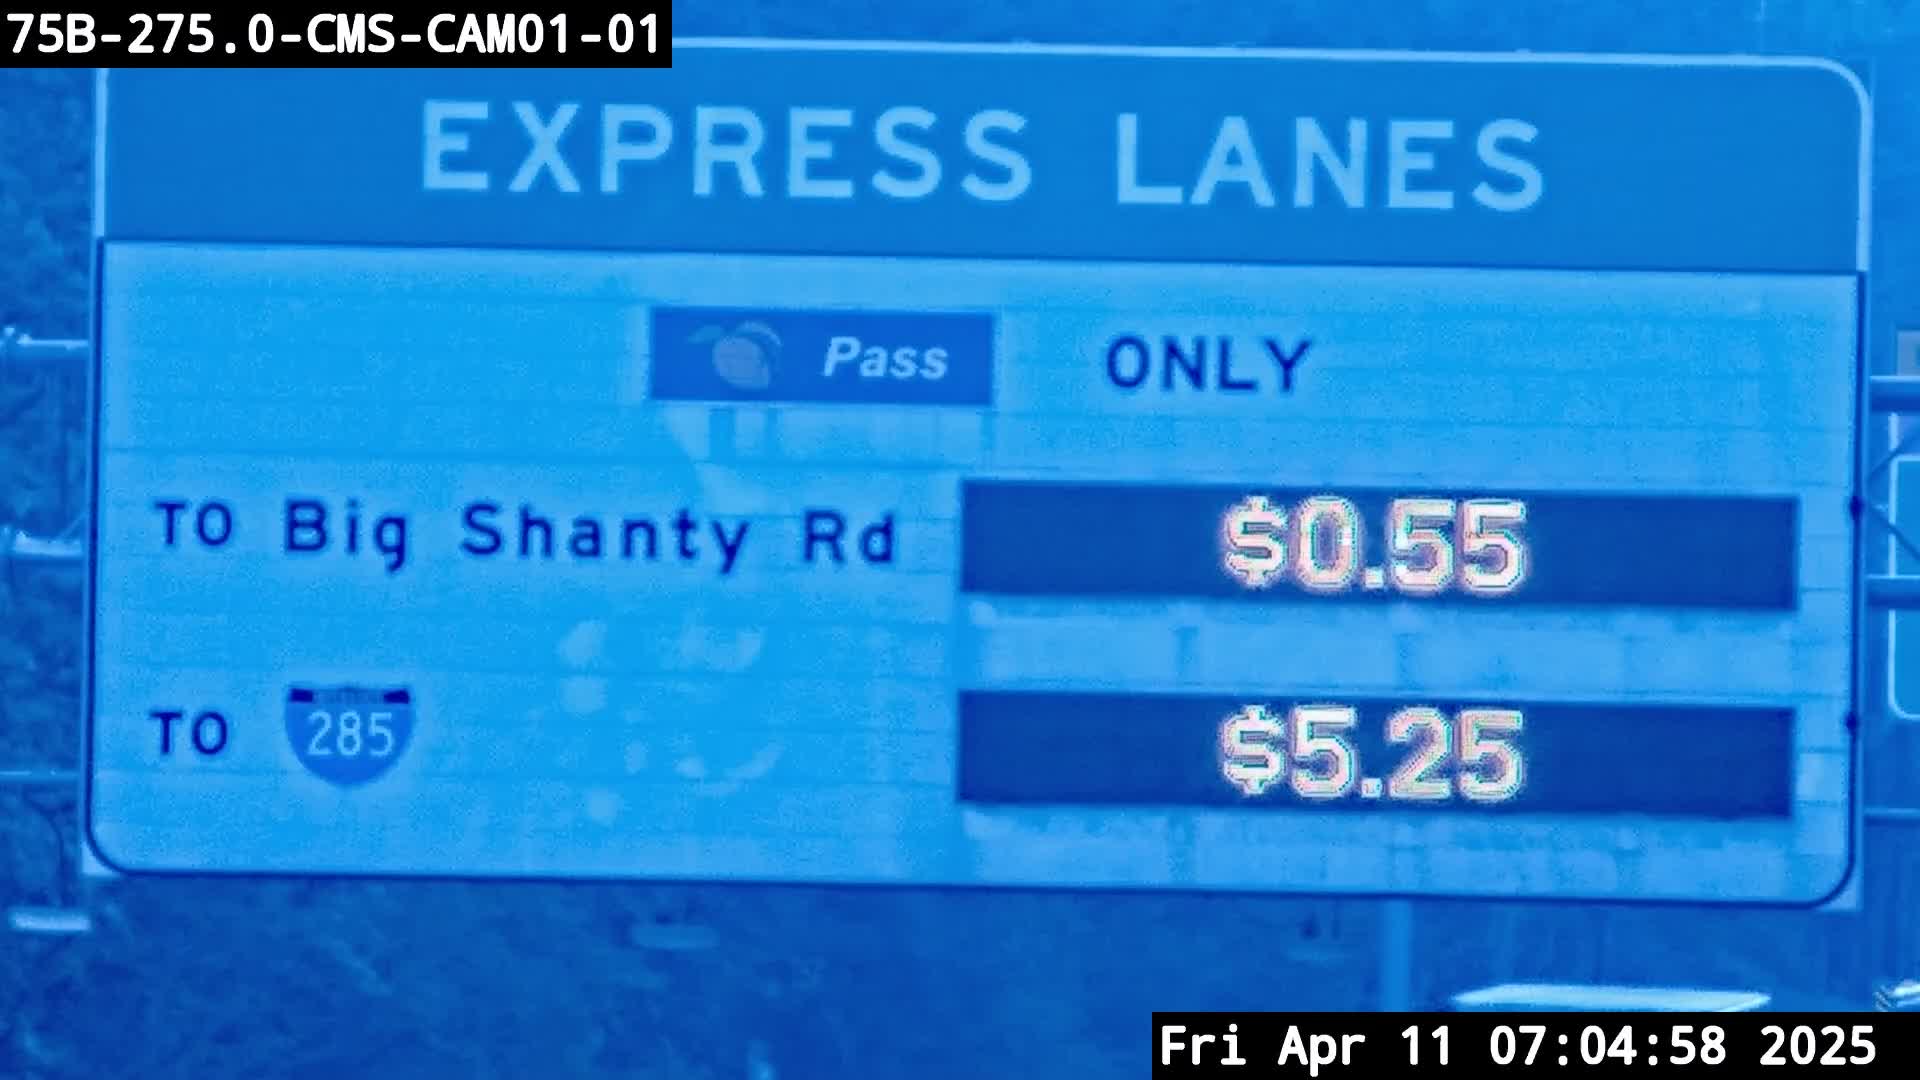 75B-275.0-CMS-CAM01-01
EXPRESS LANES
Pass ONLY
TO Big Shanty Rd $0.55
TO 285 $5.25
Fri Apr 11 07:04:58 2025